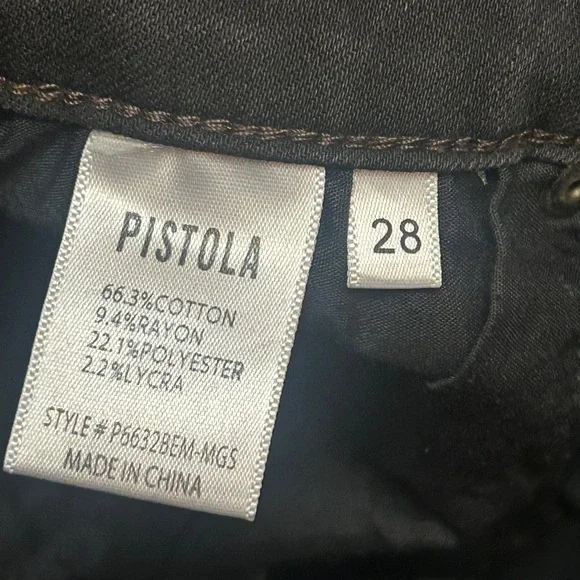 PISTOLA
66.3%COTTON
9.4%RAYON
22.1%POLYESTER
2.2%LYCRA
STYLE # P6632BEM-MGS
MADE IN CHINA
28